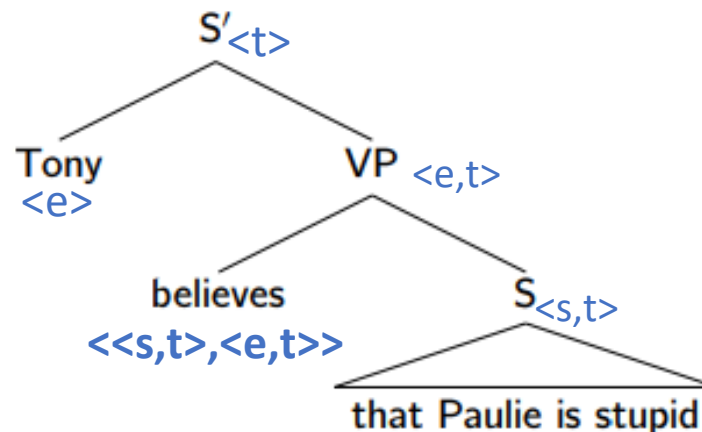 S′ <t>
Tony VP <e,t>
<e>
believes S <s,t>
<<s,t>,<e,t>>
that Paulie is stupid